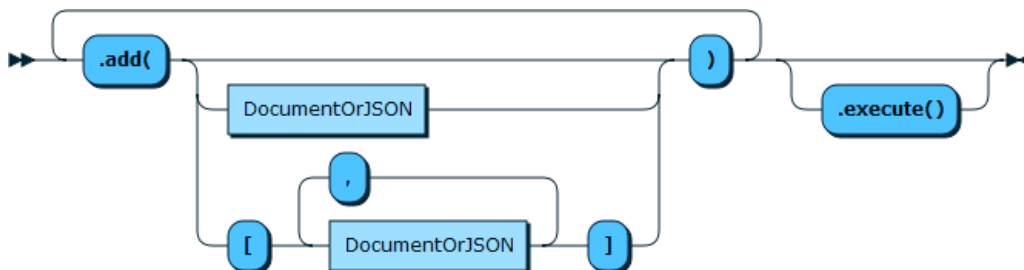 .add(
)
DocumentOrJSON
.execute()
,
[
DocumentOrJSON
]